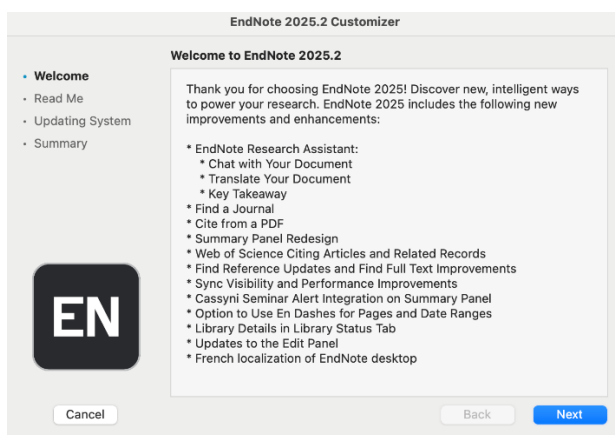 EndNote 2025.2 Customizer
Welcome to EndNote 2025.2
• Welcome
• Read Me
• Updating System
• Summary
Thank you for choosing EndNote 2025! Discover new, intelligent ways
to power your research. EndNote 2025 includes the following new
improvements and enhancements:
* EndNote Research Assistant:
* Chat with Your Document
* Translate Your Document
* Key Takeaway
* Find a Journal
* Cite from a PDF
* Summary Panel Redesign
* Web of Science Citing Articles and Related Records
* Find Reference Updates and Find Full Text Improvements
* Sync Visibility and Performance Improvements
* Cassyni Seminar Alert Integration on Summary Panel
* Option to Use En Dashes for Pages and Date Ranges
* Library Details in Library Status Tab
* Updates to the Edit Panel
* French localization of EndNote desktop
EN
Cancel
Back
Next